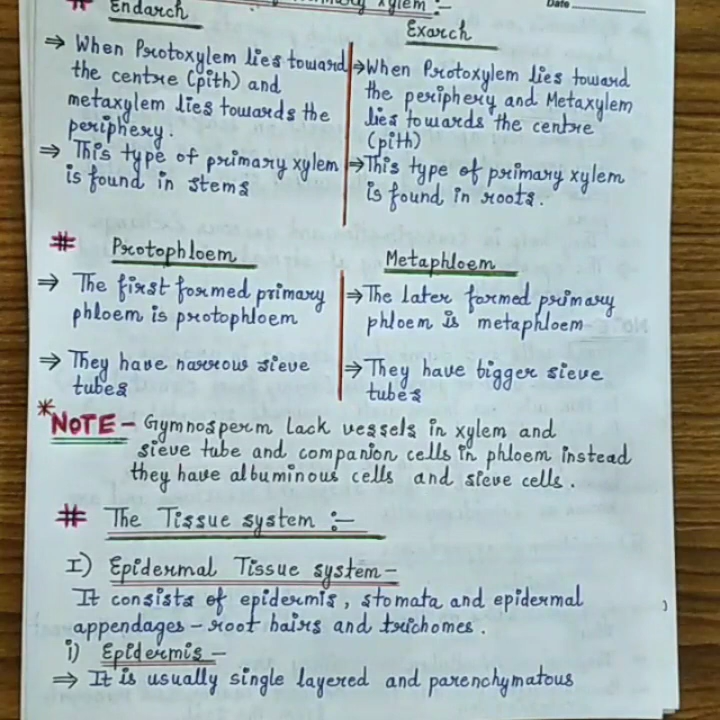 # Endarch
xylem :-
Date
Exarch
⇒ When Protoxylem lies toward
the centre (pith) and
metaxylem lies towards the
periphery.
⇒ This type of primary xylem
is found in stems
⇒ When Protoxylem lies toward
the periphery and Metaxylem
lies towards the centre
(pith)
⇒ This type of primary xylem
is found in roots.
# Protophloem
⇒ The first formed primary
phloem is protophloem
⇒ They have narrow sieve
tubes
Metaphloem
⇒ The later formed primary
phloem is metaphloem
⇒ They have bigger sieve
tubes
*NOTE - Gymnosperm lack vessels in xylem and
sieve tube and companion cells in phloem instead
they have albuminous cells and sieve cells.
# The Tissue system :-
I) Epidermal Tissue system -
It consists of epidermis, stomata and epidermal
appendages - root hairs and trichomes.
i) Epidermis -
⇒ It is usually single layered and parenchymatous